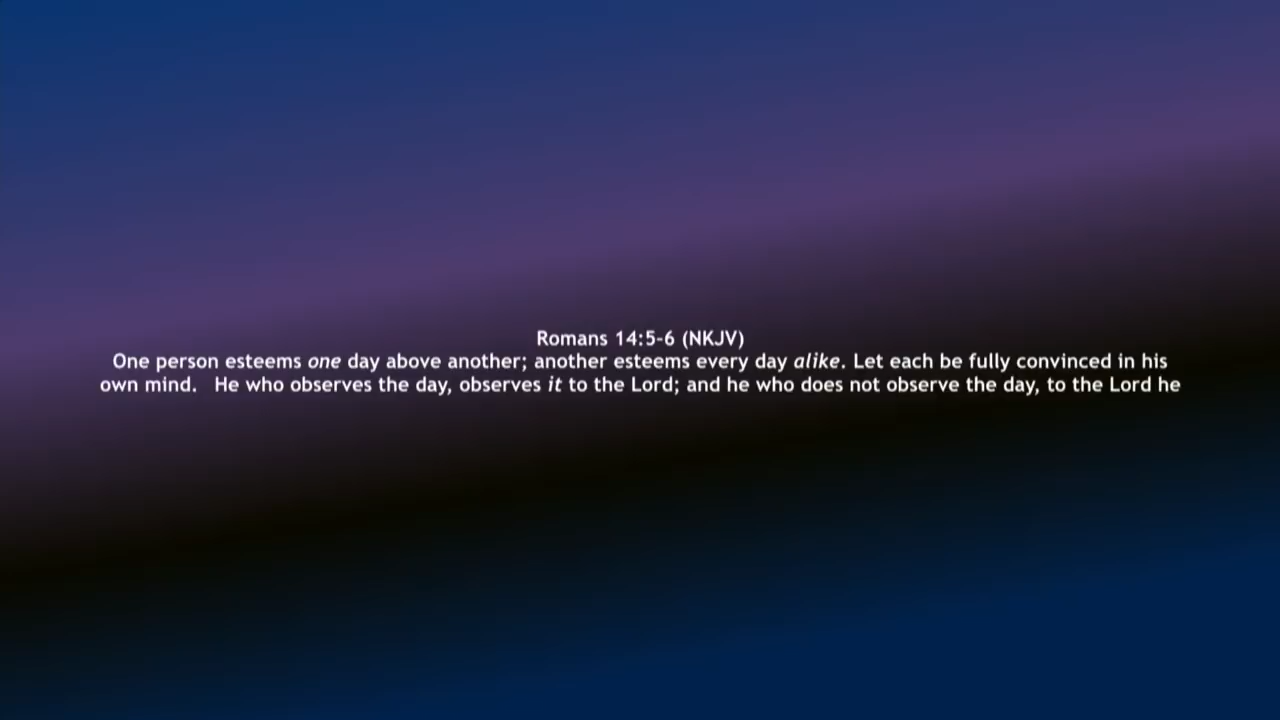 Romans 14:5-6 (NKJV)
One person esteems one day above another; another esteems every day alike. Let each be fully convinced in his
own mind.   He who observes the day, observes it to the Lord; and he who does not observe the day, to the Lord he